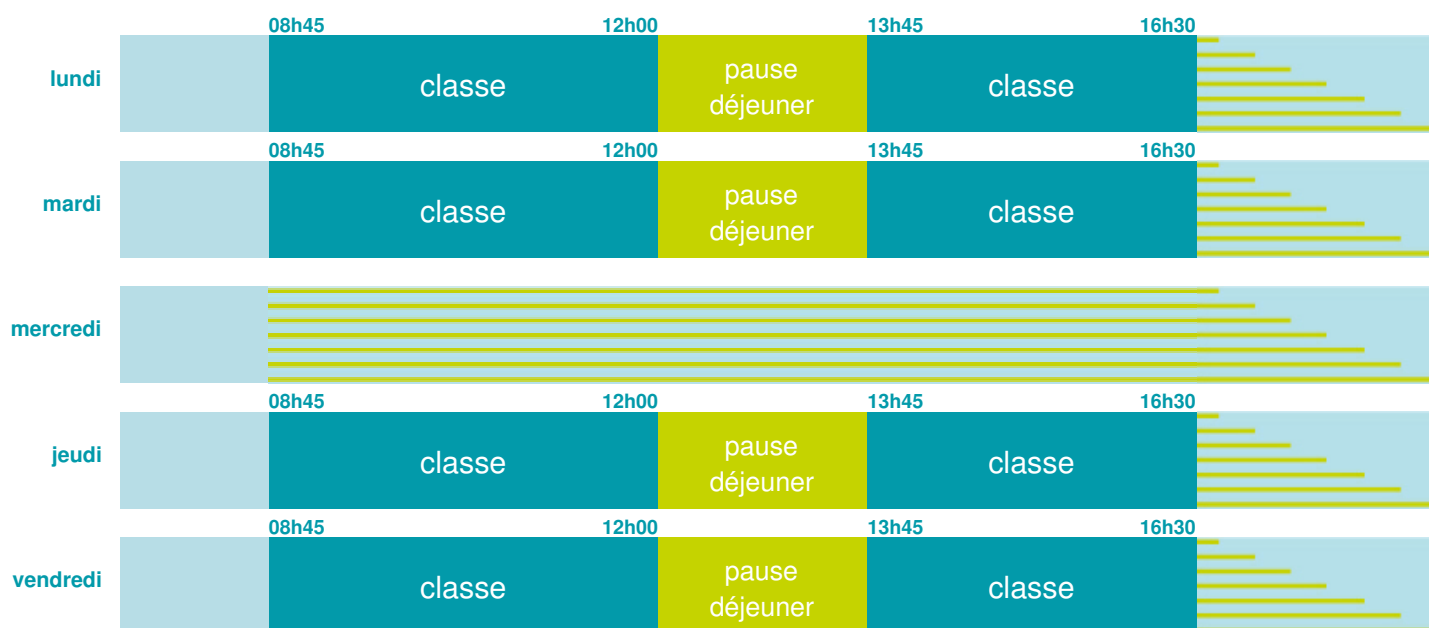 08h45 12h00 13h45 16h30
lundi classe pause déjeuner classe
08h45 12h00 13h45 16h30
mardi classe pause déjeuner classe
mercredi
08h45 12h00 13h45 16h30
jeudi classe pause déjeuner classe
08h45 12h00 13h45 16h30
vendredi classe pause déjeuner classe